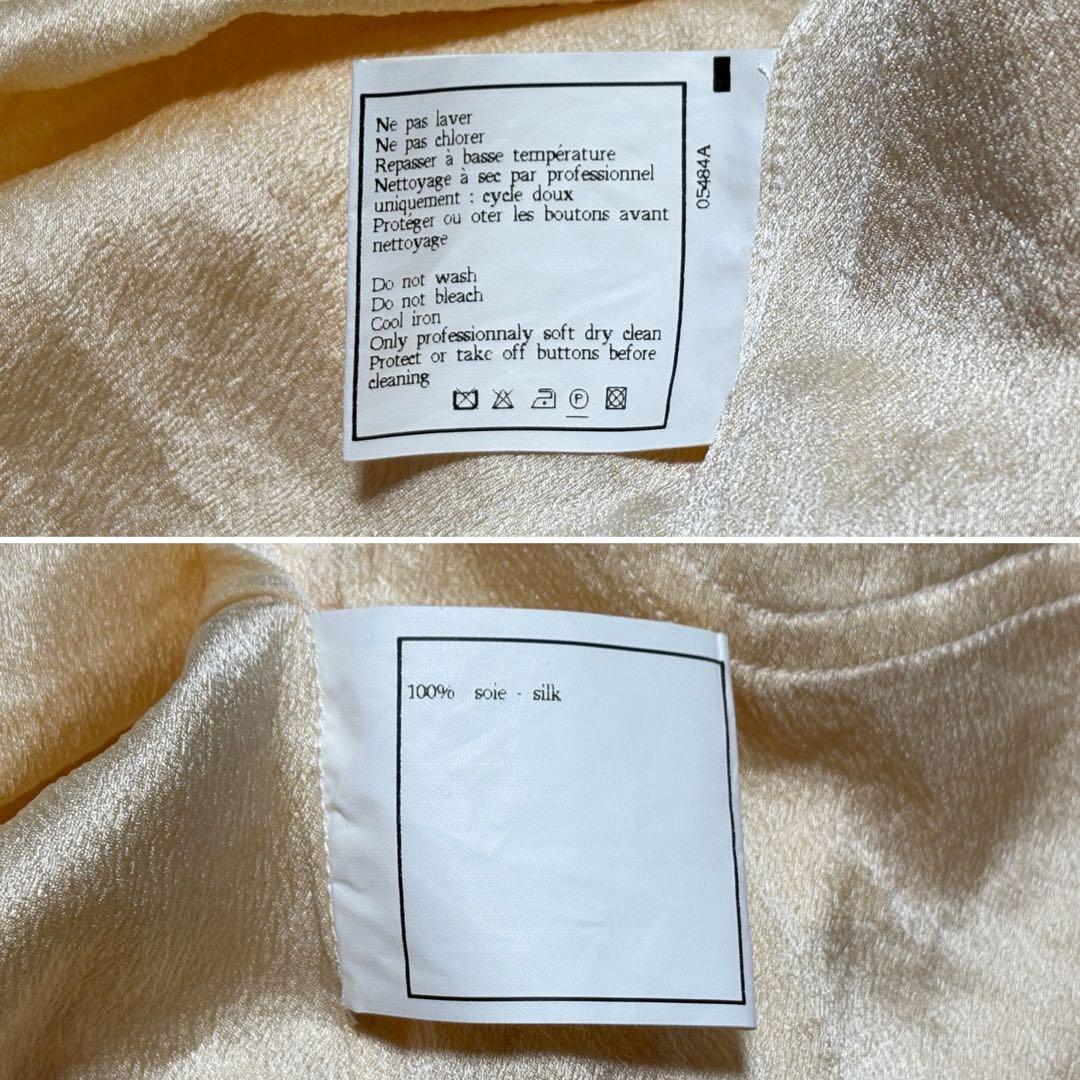 Ne pas laver
Ne pas chlorer
Repasser à basse température
Nettoyage à sec par professionnel
uniquement : cycle doux
Protéger ou oter les boutons avant
nettoyage
Do not wash
Do not bleach
Cool iron
Only professionnaly soft dry clean
Protect or take off buttons before
cleaning
P
05484A
100% soie - silk